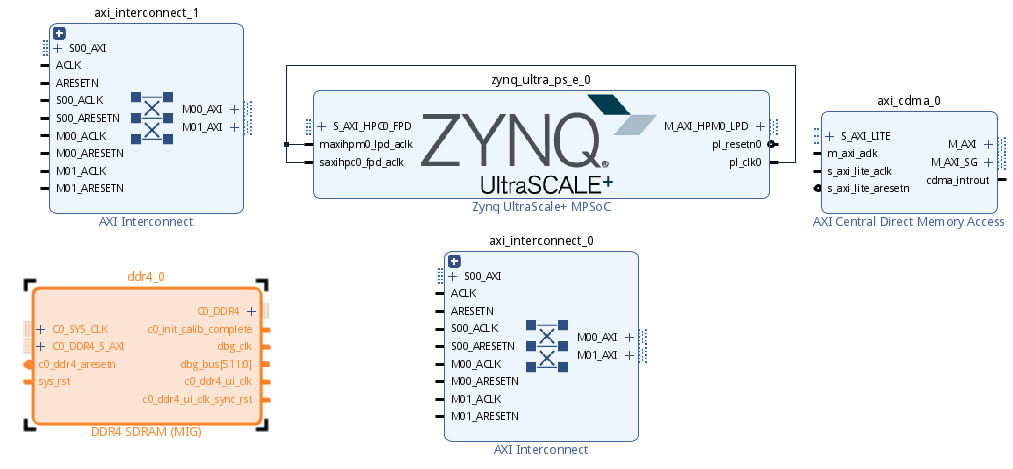 axi_interconnect_1
S00_AXI
ACLK
ARESETN
S00_ACLK
S00_ARESETN
M00_ACLK
M00_ARESETN
M01_ACLK
M01_ARESETN
M00_AXI
M01_AXI
AXI Interconnect
zynq_ultra_ps_e_0
S_AXI_HPC0_FPD
maxihpm0_lpd_aclk
saxihpc0_fpd_aclk
ZYNQ
UltraSCALE+
M_AXI_HPM0_LPD
pl_resetn0
pl_clk0
Zynq UltraScale+ MPSoC
axi_cdma_0
S_AXI_LITE
m_axi_aclk
s_axi_lite_aclk
s_axi_lite_aresetn
M_AXI
M_AXI_SG
cdma_introut
AXI Central Direct Memory Access
ddr4_0
C0_SYS_CLK
C0_DDR4_S_AXI
c0_ddr4_aresetn
sys_rst
C0_DDR4
c0_init_calib_complete
dbg_clk
dbg_bus[511:0]
c0_ddr4_ui_clk
c0_ddr4_ui_clk_sync_rst
DDR4 SDRAM (MIG)
axi_interconnect_0
S00_AXI
ACLK
ARESETN
S00_ACLK
S00_ARESETN
M00_ACLK
M00_ARESETN
M01_ACLK
M01_ARESETN
M00_AXI
M01_AXI
AXI Interconnect